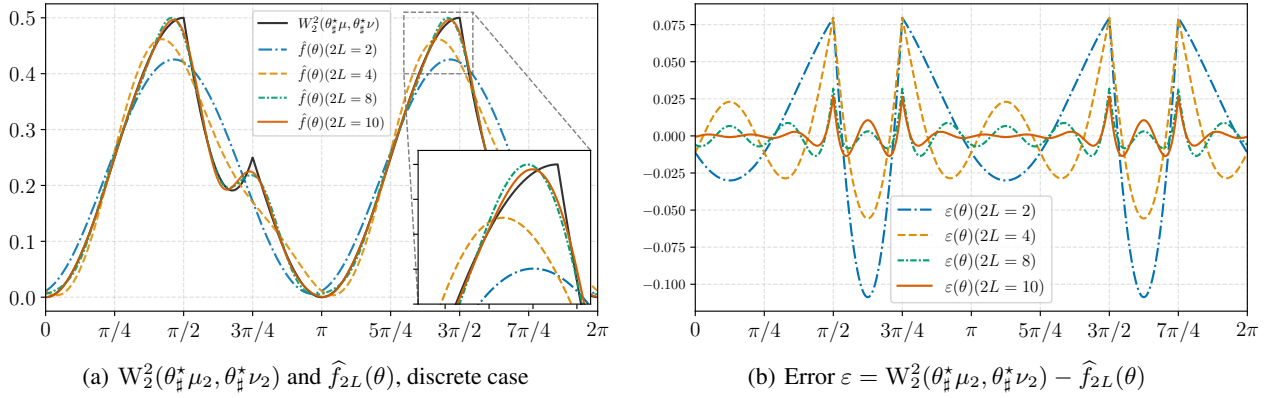 W₂²(θ♯⋆μ, θ♯⋆ν)
f̂(θ)(2L = 2)
f̂(θ)(2L = 4)
f̂(θ)(2L = 8)
f̂(θ)(2L = 10)
0.5
0.4
0.3
0.2
0.1
0.0
0 π/4 π/2 3π/4 π 5π/4 3π/2 7π/4 2π
(a) W₂²(θ♯⋆μ₂, θ♯⋆ν₂) and f̂₂L(θ), discrete case
0.075
0.050
0.025
0.000
−0.025
−0.050
−0.075
−0.100
ε(θ)(2L = 2)
ε(θ)(2L = 4)
ε(θ)(2L = 8)
ε(θ)(2L = 10)
0 π/4 π/2 3π/4 π 5π/4 3π/2 7π/4 2π
(b) Error ε = W₂²(θ♯⋆μ₂, θ♯⋆ν₂) − f̂₂L(θ)